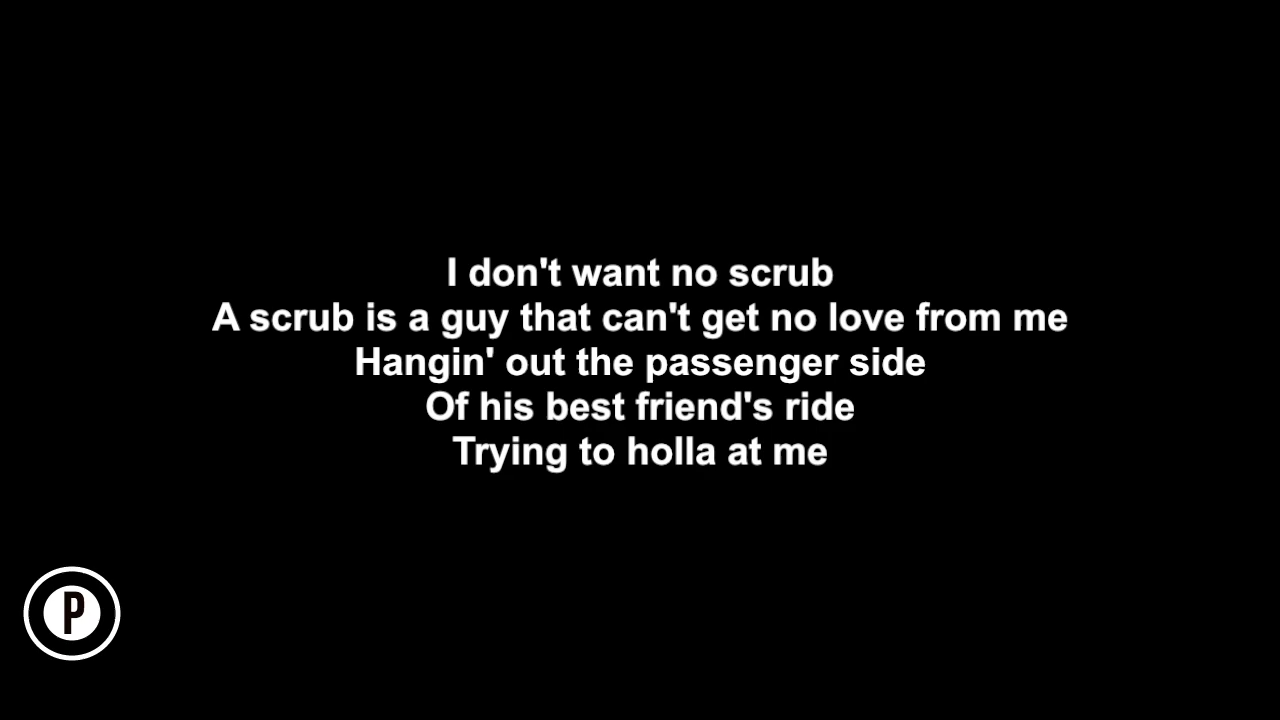 I don't want no scrub
A scrub is a guy that can't get no love from me
Hangin' out the passenger side
Of his best friend's ride
Trying to holla at me
P